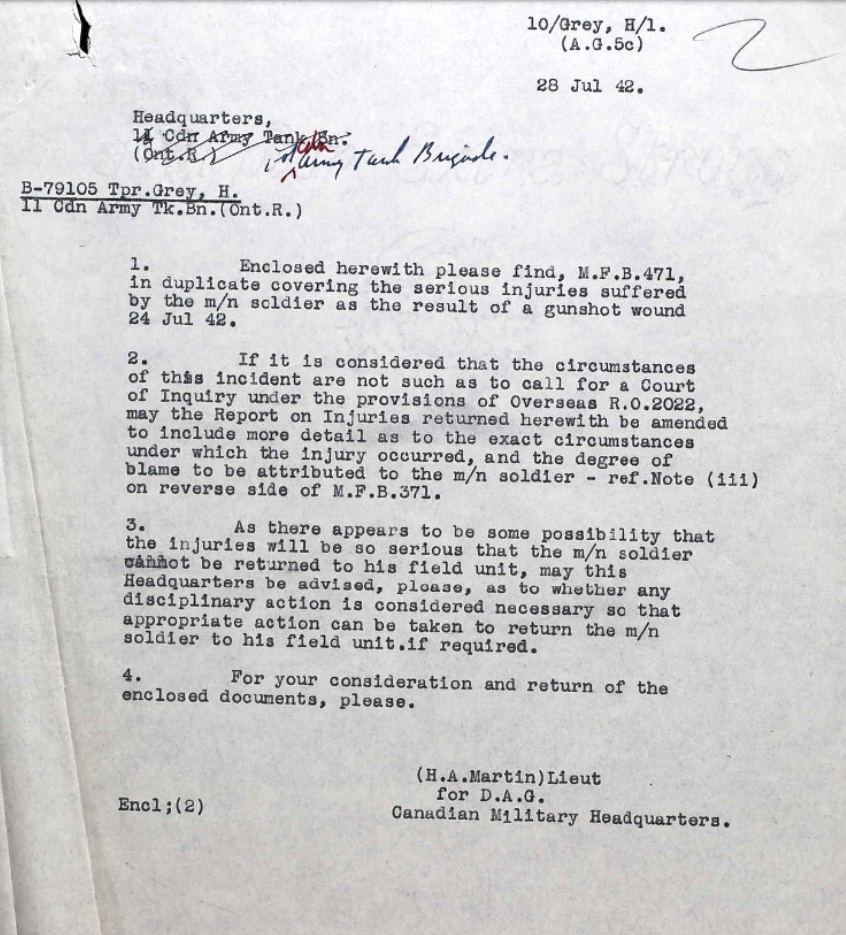 10/Grey, H/1.
(A.G.5c)
28 Jul 42.
Headquarters,
11 Cdn Army Tank Bn.
(Ont.R.)
1st Cdn Army Tank Brigade.
B-79105 Tpr.Grey, H.
11 Cdn Army Tk.Bn.(Ont.R.)
1. Enclosed herewith please find, M.F.B.471,
in duplicate covering the serious injuries suffered
by the m/n soldier as the result of a gunshot wound
24 Jul 42.
2. If it is considered that the circumstances
of this incident are not such as to call for a Court
of Inquiry under the provisions of Overseas R.O.2022,
may the Report on Injuries returned herewith be amended
to include more detail as to the exact circumstances
under which the injury occurred, and the degree of
blame to be attributed to the m/n soldier - ref.Note (iii)
on reverse side of M.F.B.371.
3. As there appears to be some possibility that
the injuries will be so serious that the m/n soldier
cannot be returned to his field unit, may this
Headquarters be advised, please, as to whether any
disciplinary action is considered necessary so that
appropriate action can be taken to return the m/n
soldier to his field unit.if required.
4. For your consideration and return of the
enclosed documents, please.
(H.A.Martin)Lieut
for D.A.G.
Encl;(2)
Canadian Military Headquarters.